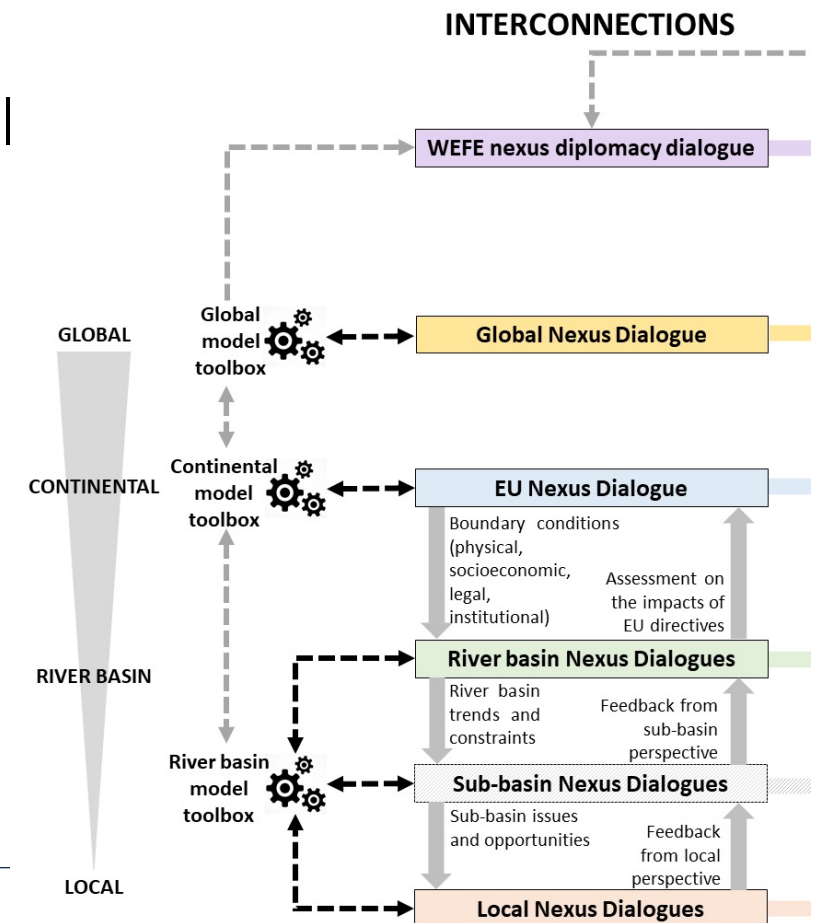 INTERCONNECTIONS
WEFE nexus diplomacy dialogue
Global
model
toolbox
GLOBAL
Global Nexus Dialogue
Continental
model
toolbox
CONTINENTAL
EU Nexus Dialogue
Boundary conditions
(physical,
socioeconomic,
legal,
institutional)
Assessment on
the impacts of
EU directives
River basin Nexus Dialogues
RIVER BASIN
River basin
trends and
constraints
Feedback from
sub-basin
perspective
River basin
model
toolbox
Sub-basin Nexus Dialogues
Sub-basin issues
and opportunities
Feedback
from local
perspective
LOCAL
Local Nexus Dialogues